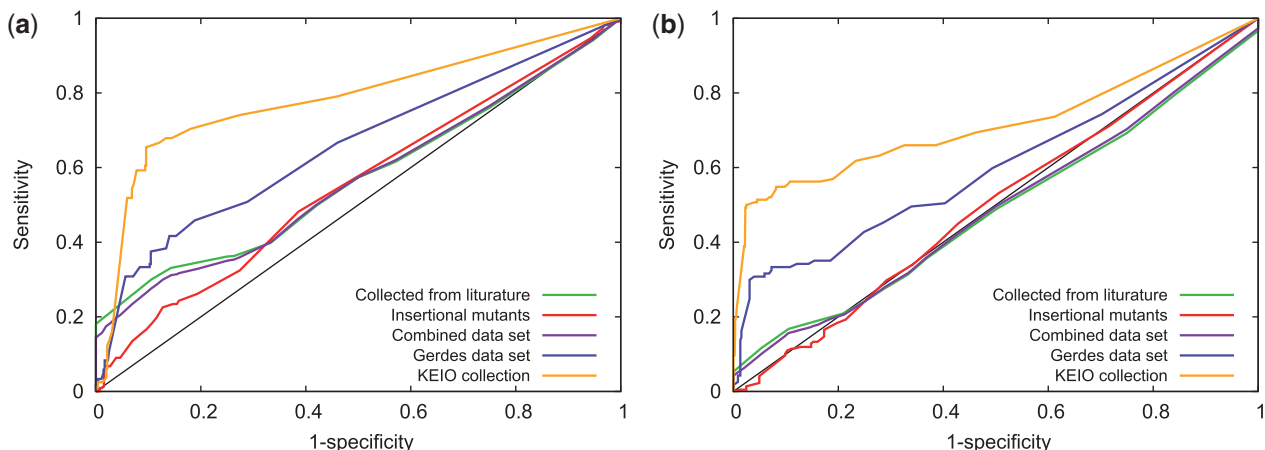 (a)
1
0.8
0.6
0.4
0.2
0
Sensitivity
Collected from liturature
Insertional mutants
Combined data set
Gerdes data set
KEIO collection
0 0.2 0.4 0.6 0.8 1
1-specificity
(b)
1
0.8
0.6
0.4
0.2
0
Sensitivity
Collected from liturature
Insertional mutants
Combined data set
Gerdes data set
KEIO collection
0 0.2 0.4 0.6 0.8 1
1-specificity